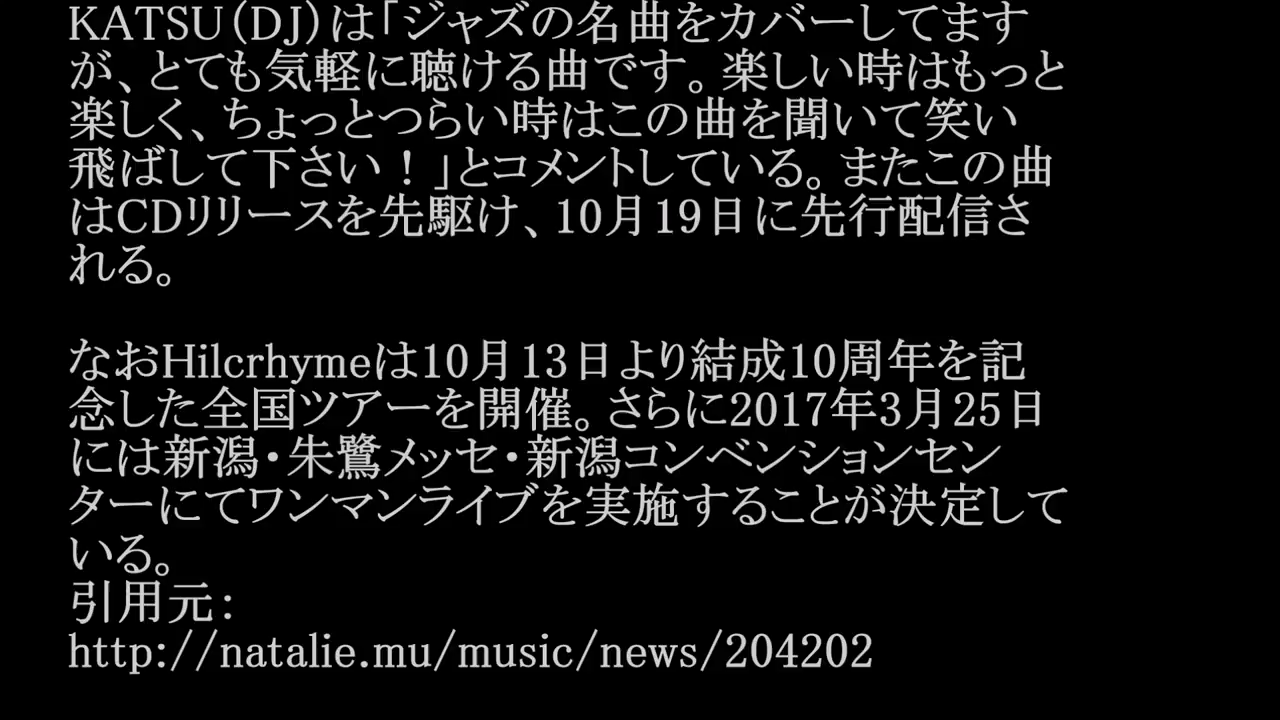 KATSU(DJ)は「ジャズの名曲をカバーしてます
が、とても気軽に聴ける曲です。楽しい時はもっと
楽しく、ちょっとつらい時はこの曲を聞いて笑い
飛ばして下さい！」とコメントしている。またこの曲
はCDリリースを先駆け、10月19日に先行配信さ
れる。
なおHilcrhymeは10月13日より結成10周年を記
念した全国ツアーを開催。さらに2017年3月25日
には新潟・朱鷺メッセ・新潟コンベンションセン
ターにてワンマンライブを実施することが決定して
いる。
引用元：
http://natalie.mu/music/news/204202